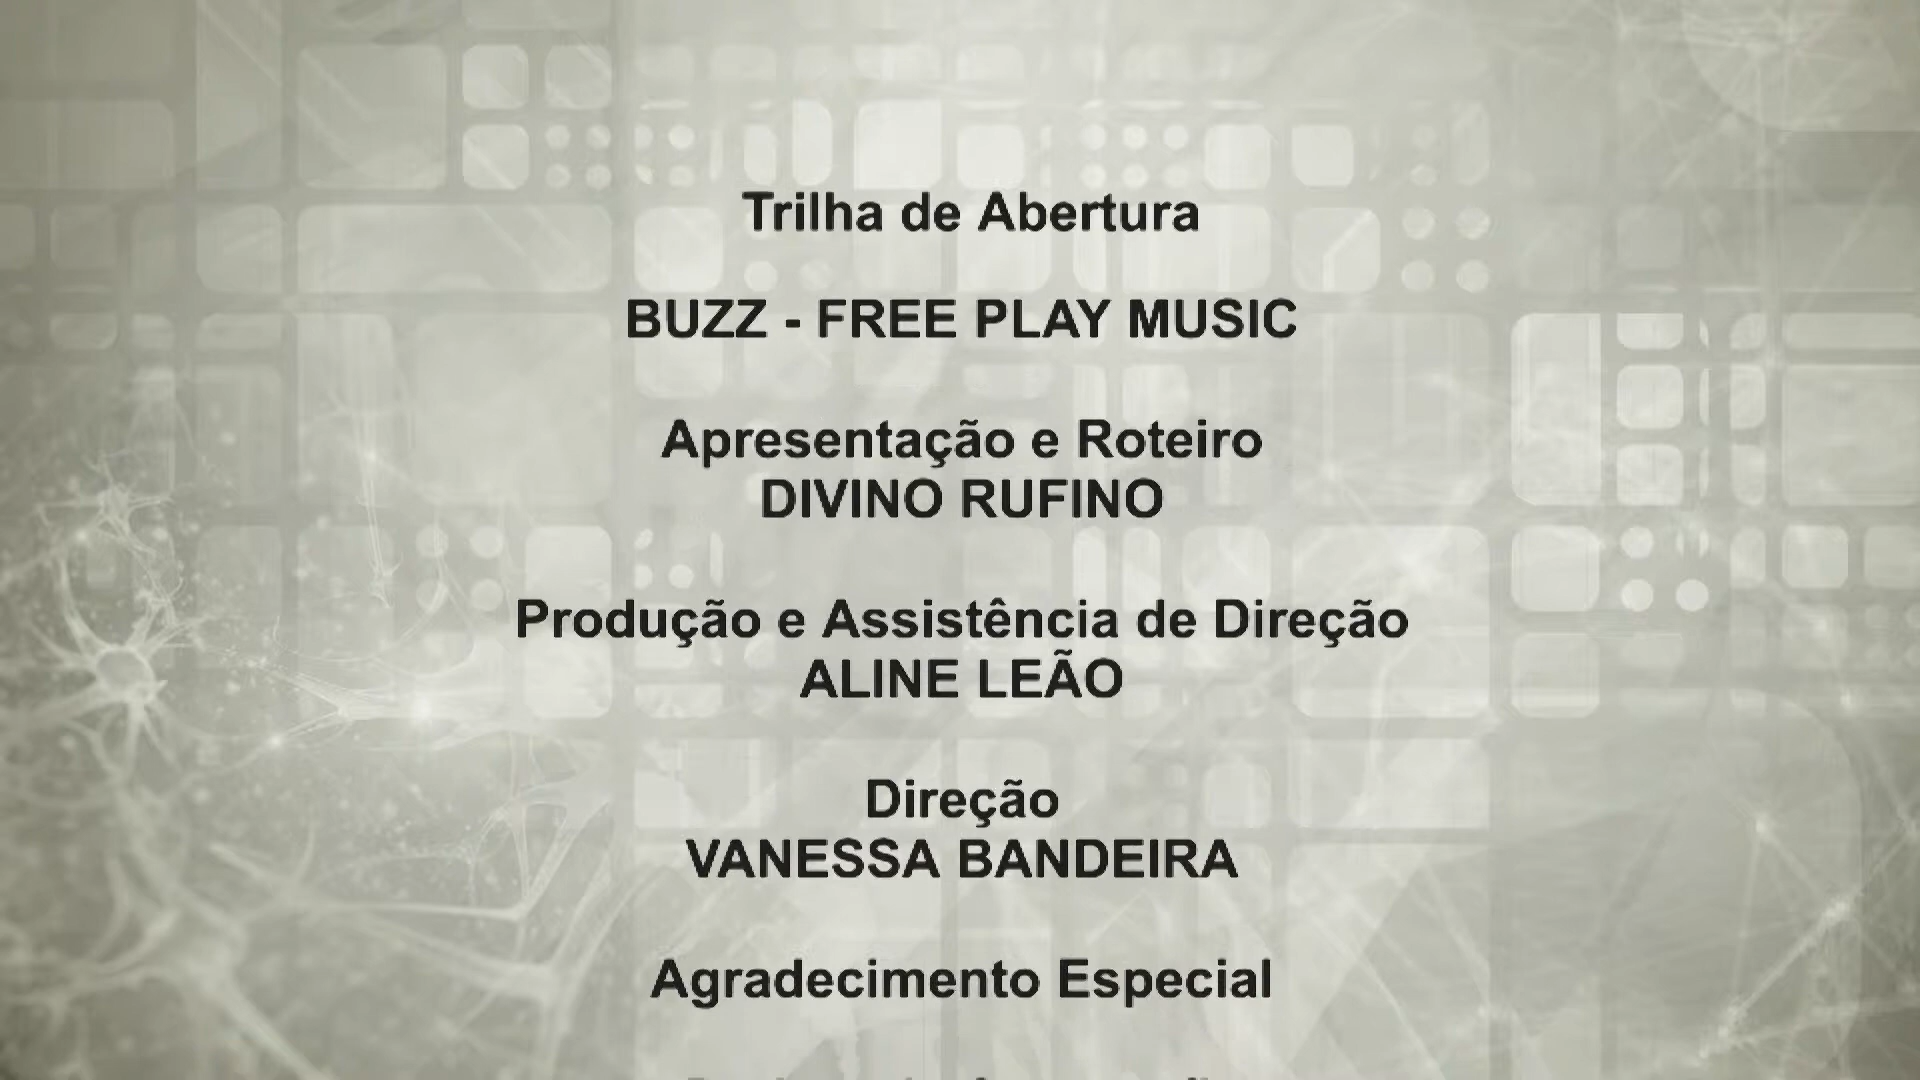 Trilha de Abertura
BUZZ - FREE PLAY MUSIC
Apresentação e Roteiro
DIVINO RUFINO
Produção e Assistência de Direção
ALINE LEÃO
Direção
VANESSA BANDEIRA
Agradecimento Especial